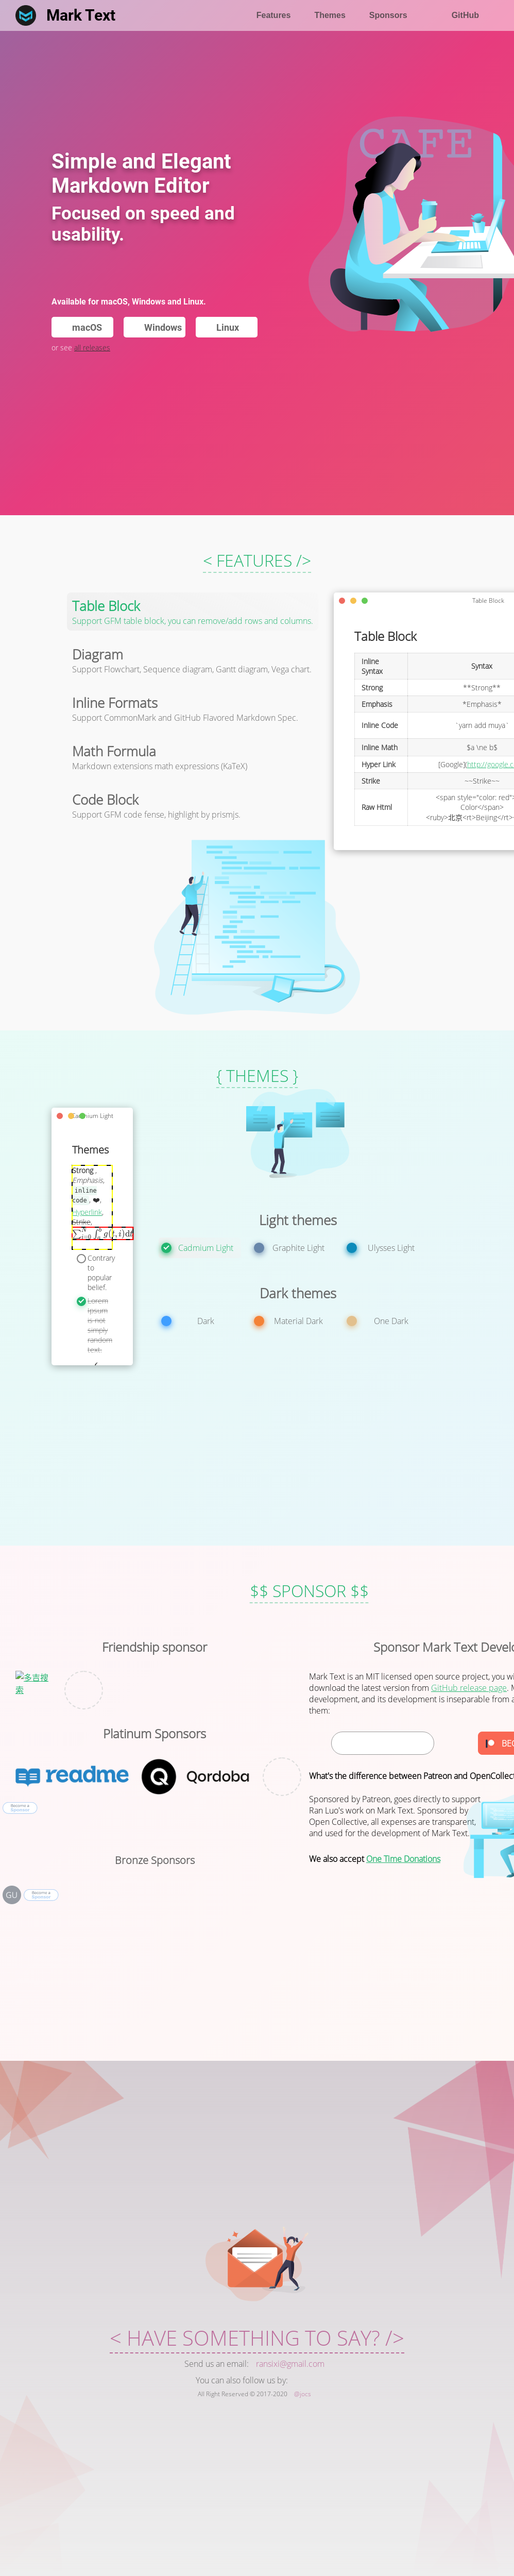 Mark Text
Features
Themes
Sponsors
GitHub
CAFE
Simple and Elegant
Markdown Editor
Focused on speed and
usability.
Available for macOS, Windows and Linux.
macOS
Windows
Linux
or see all releases
< FEATURES />
Table Block
Support GFM table block, you can remove/add rows and columns.
Diagram
Support Flowchart, Sequence diagram, Gantt diagram, Vega chart.
Inline Formats
Support CommonMark and GitHub Flavored Markdown Spec.
Math Formula
Markdown extensions math expressions (KaTeX)
Code Block
Support GFM code fense, highlight by prismjs.
Table Block
Table Block
Inline
Syntax
Syntax
Strong
**Strong**
Emphasis
*Emphasis*
Inline Code
`yam add muya`
Inline Math
$a \ne b$
Hyper Link
[Google](http://google.c
Strike
~~Strike~~
Raw Html
<span style="color: red">
Color</span>
<ruby>北京<rt>Beijing</rt>
{ THEMES }
Cadmium Light
Themes
Strong ,
Emphasis,
inline
code , ❤️,
Hyperlink,
Strike,
Contrary
to
popular
belief.
Lorem
Ipsum
is not
simply
random
text.
Light themes
Cadmium Light
Graphite Light
Ulysses Light
Dark themes
Dark
Material Dark
One Dark
$$ SPONSOR $$
Friendship sponsor
多吉搜
索
Platinum Sponsors
readme
Qordoba
Become a
Sponsor
Bronze Sponsors
GU
Become a
Sponsor
Sponsor Mark Text Develo
Mark Text is an MIT licensed open source project, you wi
download the latest version from GitHub release page. M
development, and its development is inseparable from a
them:
BEC
What's the difference between Patreon and OpenCollect
Sponsored by Patreon, goes directly to support
Ran Luo's work on Mark Text. Sponsored by
Open Collective, all expenses are transparent,
and used for the development of Mark Text.
We also accept One Time Donations
< HAVE SOMETHING TO SAY? />
Send us an email: ransixi@gmail.com
You can also follow us by:
All Right Reserved © 2017-2020 @jocs